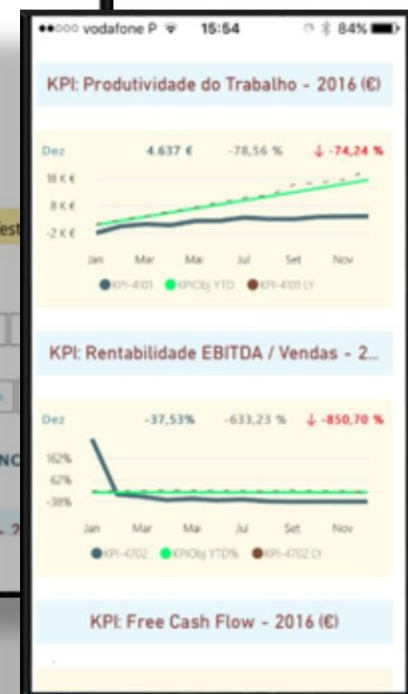 vodafone P 15:54 84%
KPI: Produtividade do Trabalho - 2016 (€)
Dez 4.637 € -78,56 % ↓ -74,24 %
18 K €
8 K €
-2 K €
Jan Mar Mai Jul Set Nov
KPI-4101 KPIObj YTD KPI-4101 LY
KPI: Rentabilidade EBITDA / Vendas - 2...
Dez -37,53% -633,23 % ↓ -850,70 %
162%
62%
-38%
Jan Mar Mai Jul Set Nov
KPI-4702 KPIObj YTD% KPI-4702 LY
KPI: Free Cash Flow - 2016 (€)